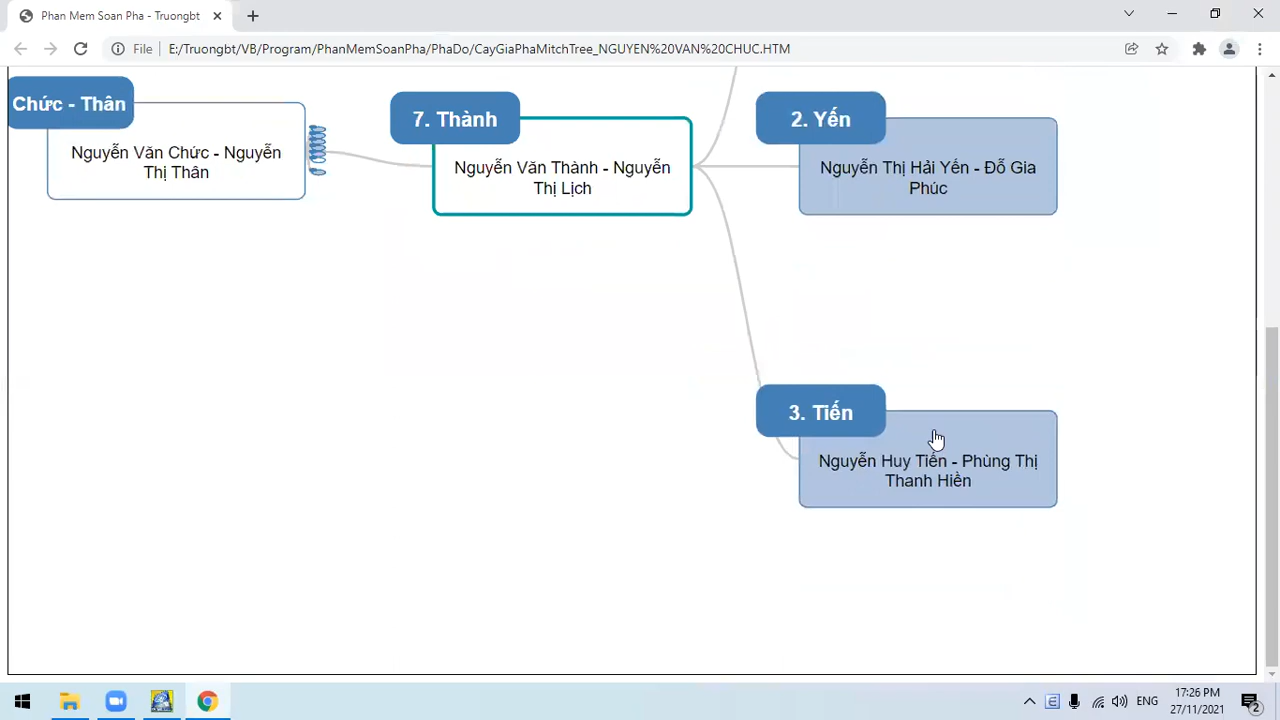 Phan Mem Soan Pha - Truongbt
File
E:/Truongbt/VB/Program/PhanMemSoanPha/PhaDo/CayGiaPhaMitchTree_NGUYEN%20VAN%20CHUC.HTM
Chức - Thân
Nguyễn Văn Chức - Nguyễn
Thị Thân
7. Thành
Nguyễn Văn Thành - Nguyễn
Thị Lịch
2. Yến
Nguyễn Thị Hải Yến - Đỗ Gia
Phúc
3. Tiến
Nguyễn Huy Tiến - Phùng Thị
Thanh Hiền
ENG
17:26 PM
27/11/2021
2